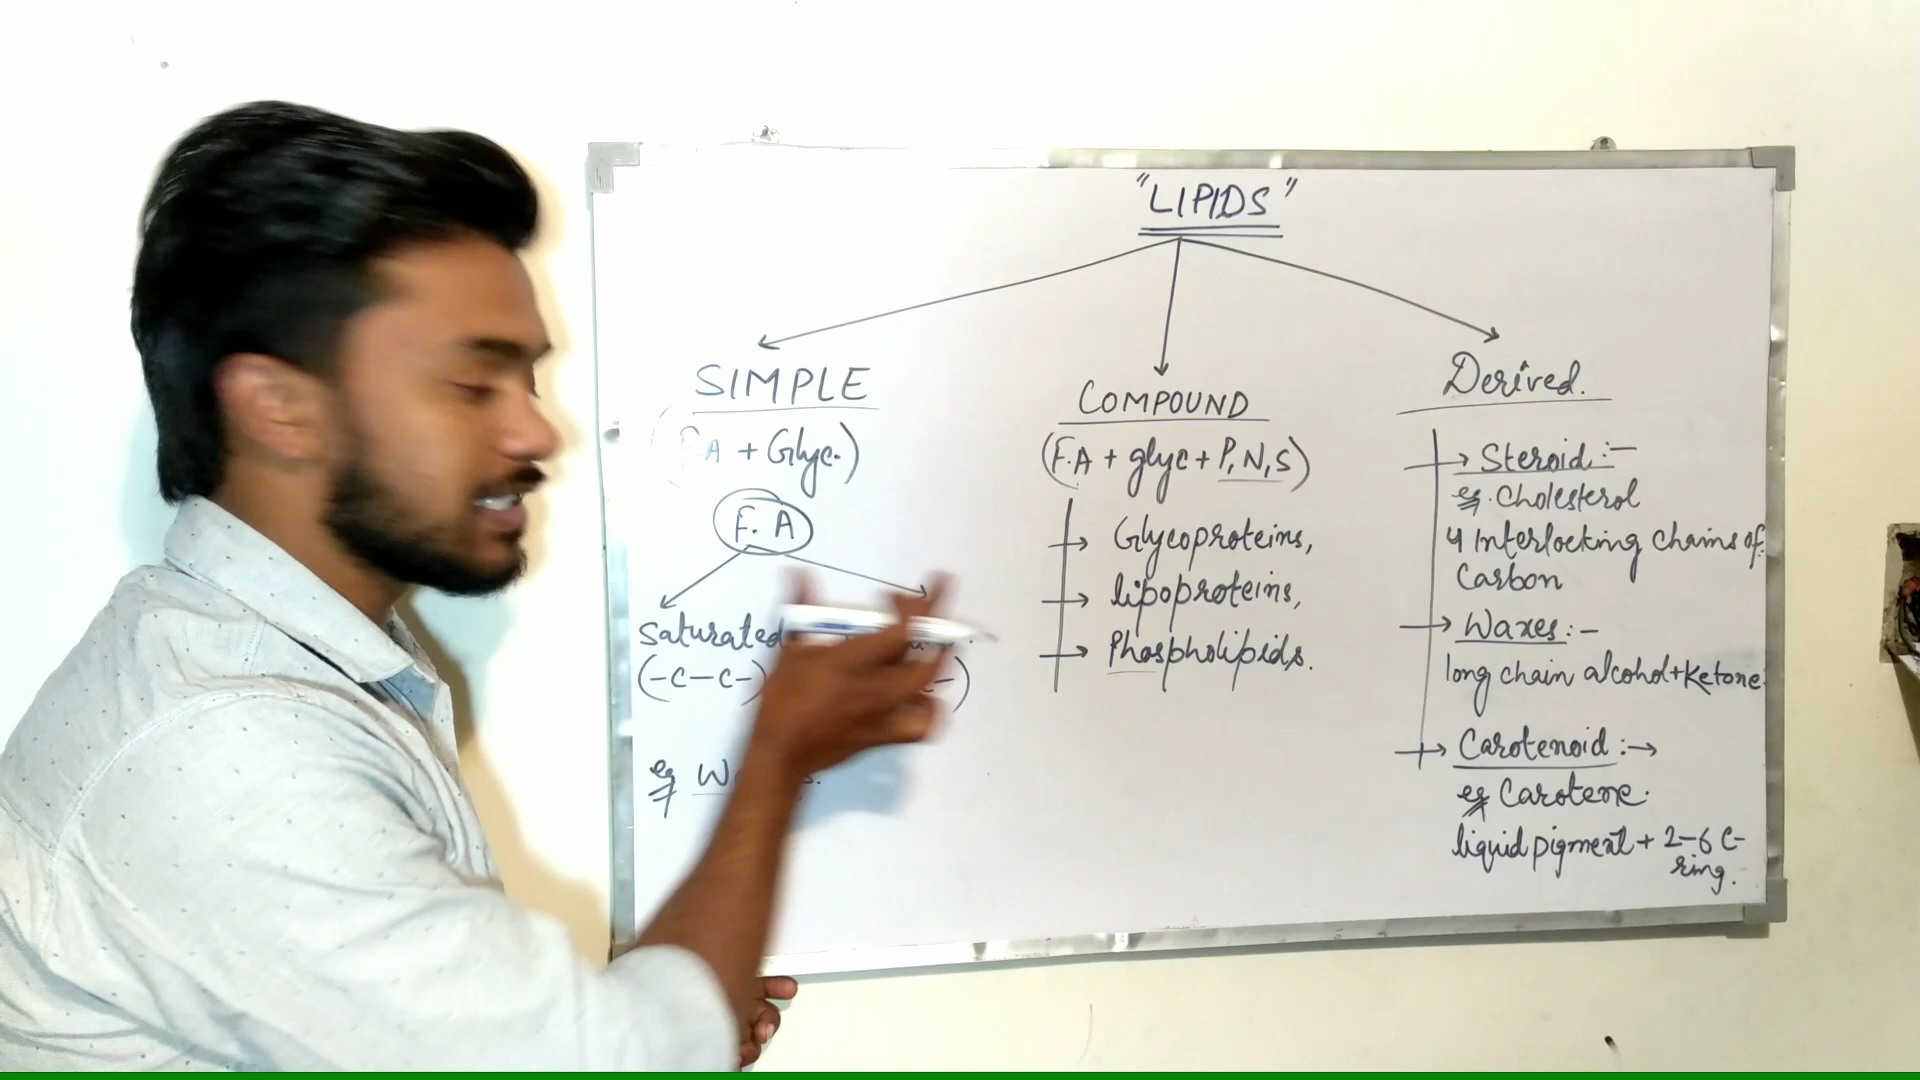 "LIPIDS"
SIMPLE
(F.A + Glyc.)
F. A
Saturated
(-C-C-)
eg
COMPOUND
(F.A + glyc + P, N, S)
→ Glycoproteins,
→ lipoproteins,
→ Phospholipids.
Derived.
→ Steroid :-
eg. Cholesterol
4 Interlocking chains of
Carbon
→ Waxes :-
long chain alcohol + Ketone
→ Carotenoid :→
eg Carotene.
liquid pigment + 2-6 C-
ring.